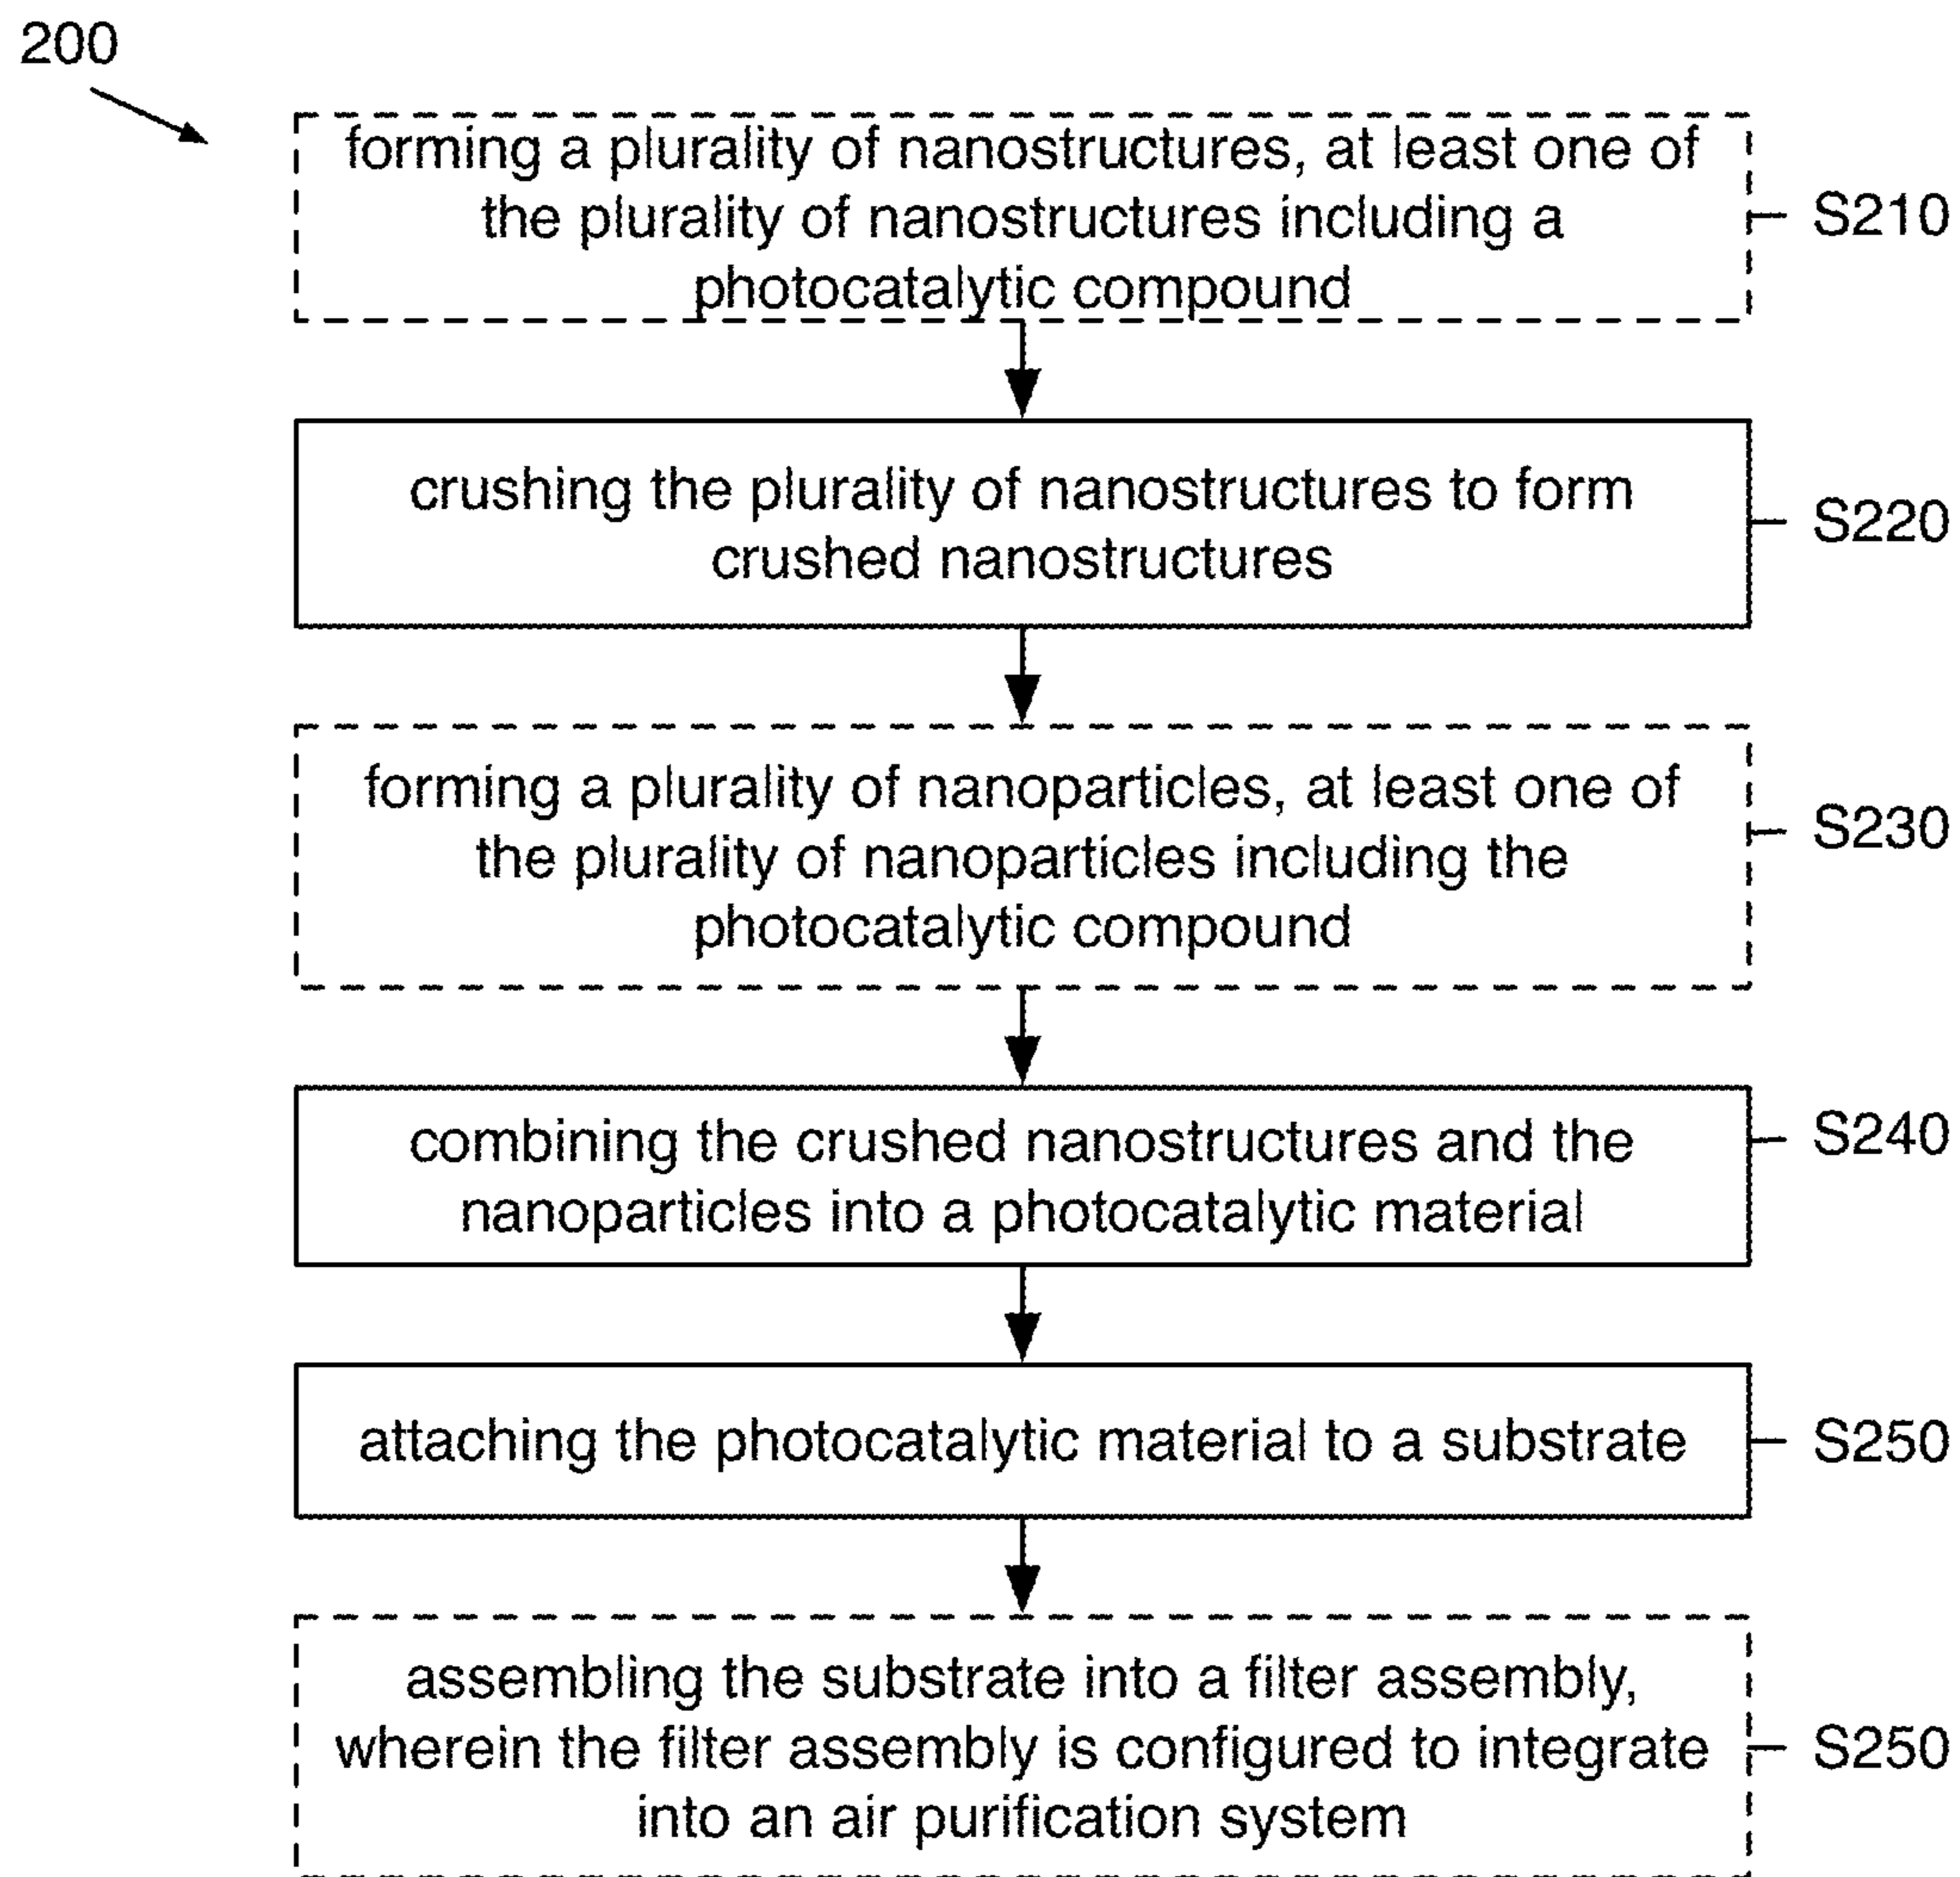 200
forming a plurality of nanostructures, at least one of
the plurality of nanostructures including a
photocatalytic compound
S210
crushing the plurality of nanostructures to form
crushed nanostructures
S220
forming a plurality of nanoparticles, at least one of
the plurality of nanoparticles including the
photocatalytic compound
S230
combining the crushed nanostructures and the
nanoparticles into a photocatalytic material
S240
attaching the photocatalytic material to a substrate
S250
assembling the substrate into a filter assembly,
wherein the filter assembly is configured to integrate
into an air purification system
S250